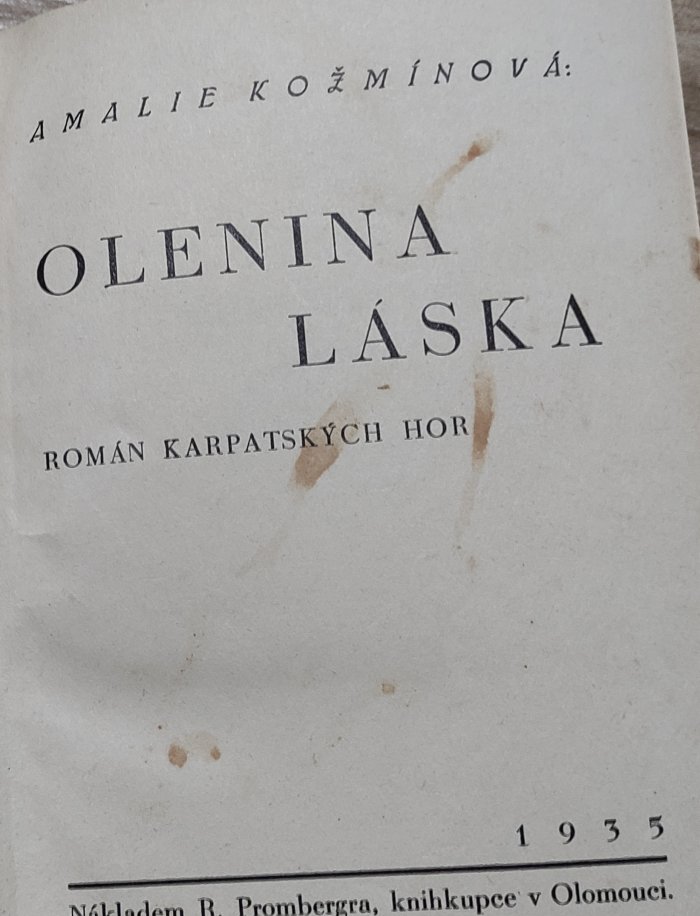 AMALIE KOŽMÍNOVÁ:
OLENINA
LÁSKA
ROMÁN KARPATSKÝCH HOR
1935
Nákladem R. Prombergra, knihkupce v Olomouci.